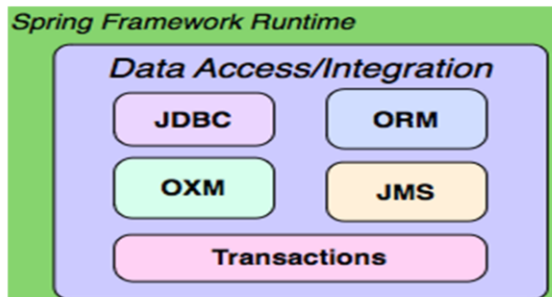 Spring Framework Runtime
Data Access/Integration
JDBC
ORM
OXM
JMS
Transactions